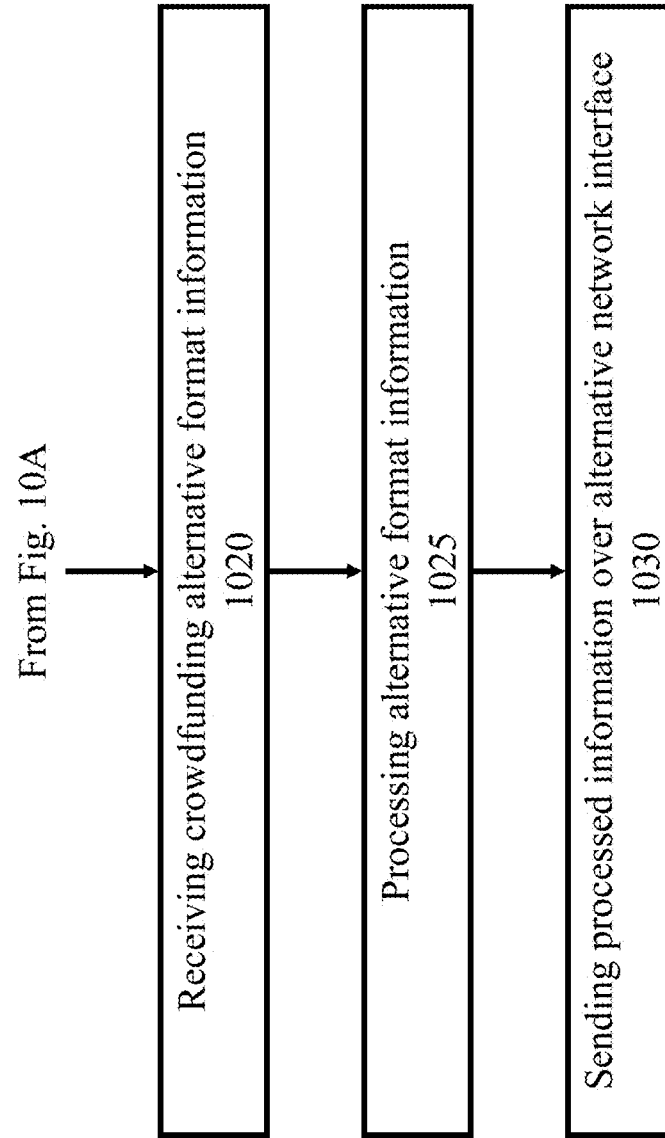 From Fig. 10A
Receiving crowdfunding alternative format information
1020
Processing alternative format information
1025
Sending processed information over alternative network interface
1030